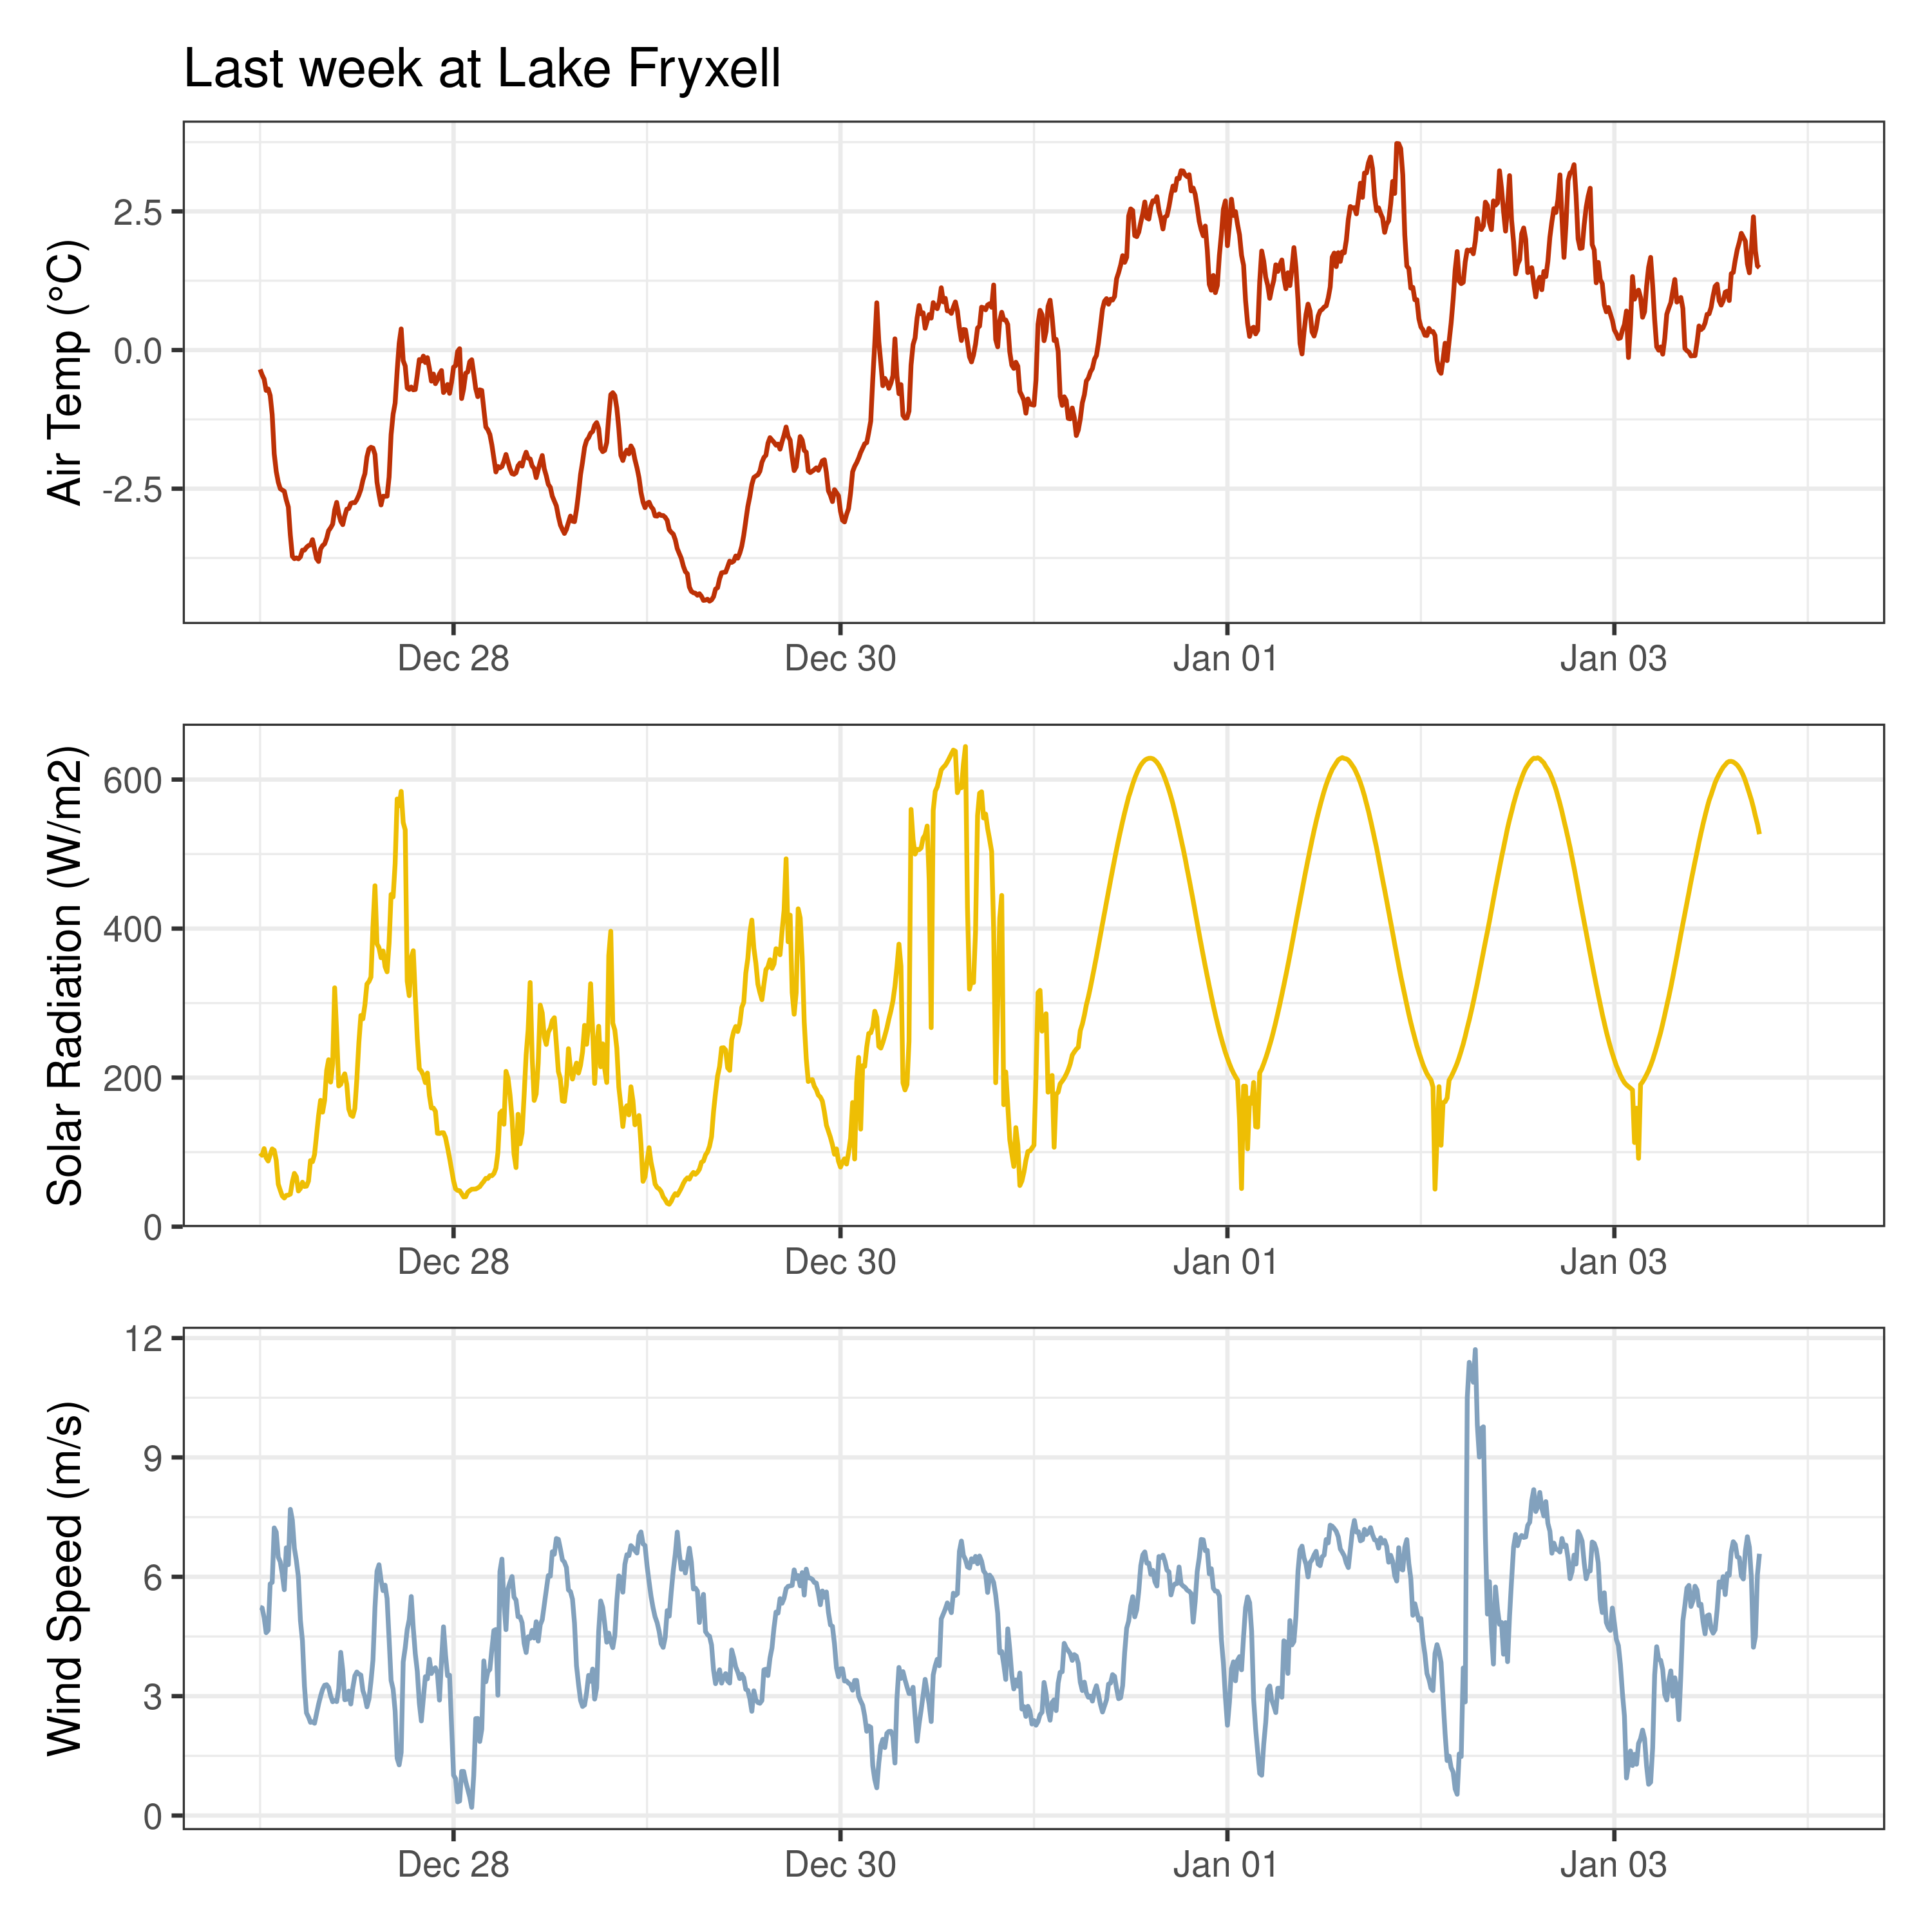 Last week at Lake Fryxell
Air Temp (°C)
2.5
0.0
-2.5
Dec 28 Dec 30 Jan 01 Jan 03
Solar Radiation (W/m2)
600
400
200
0
Dec 28 Dec 30 Jan 01 Jan 03
Wind Speed (m/s)
12
9
6
3
0
Dec 28 Dec 30 Jan 01 Jan 03